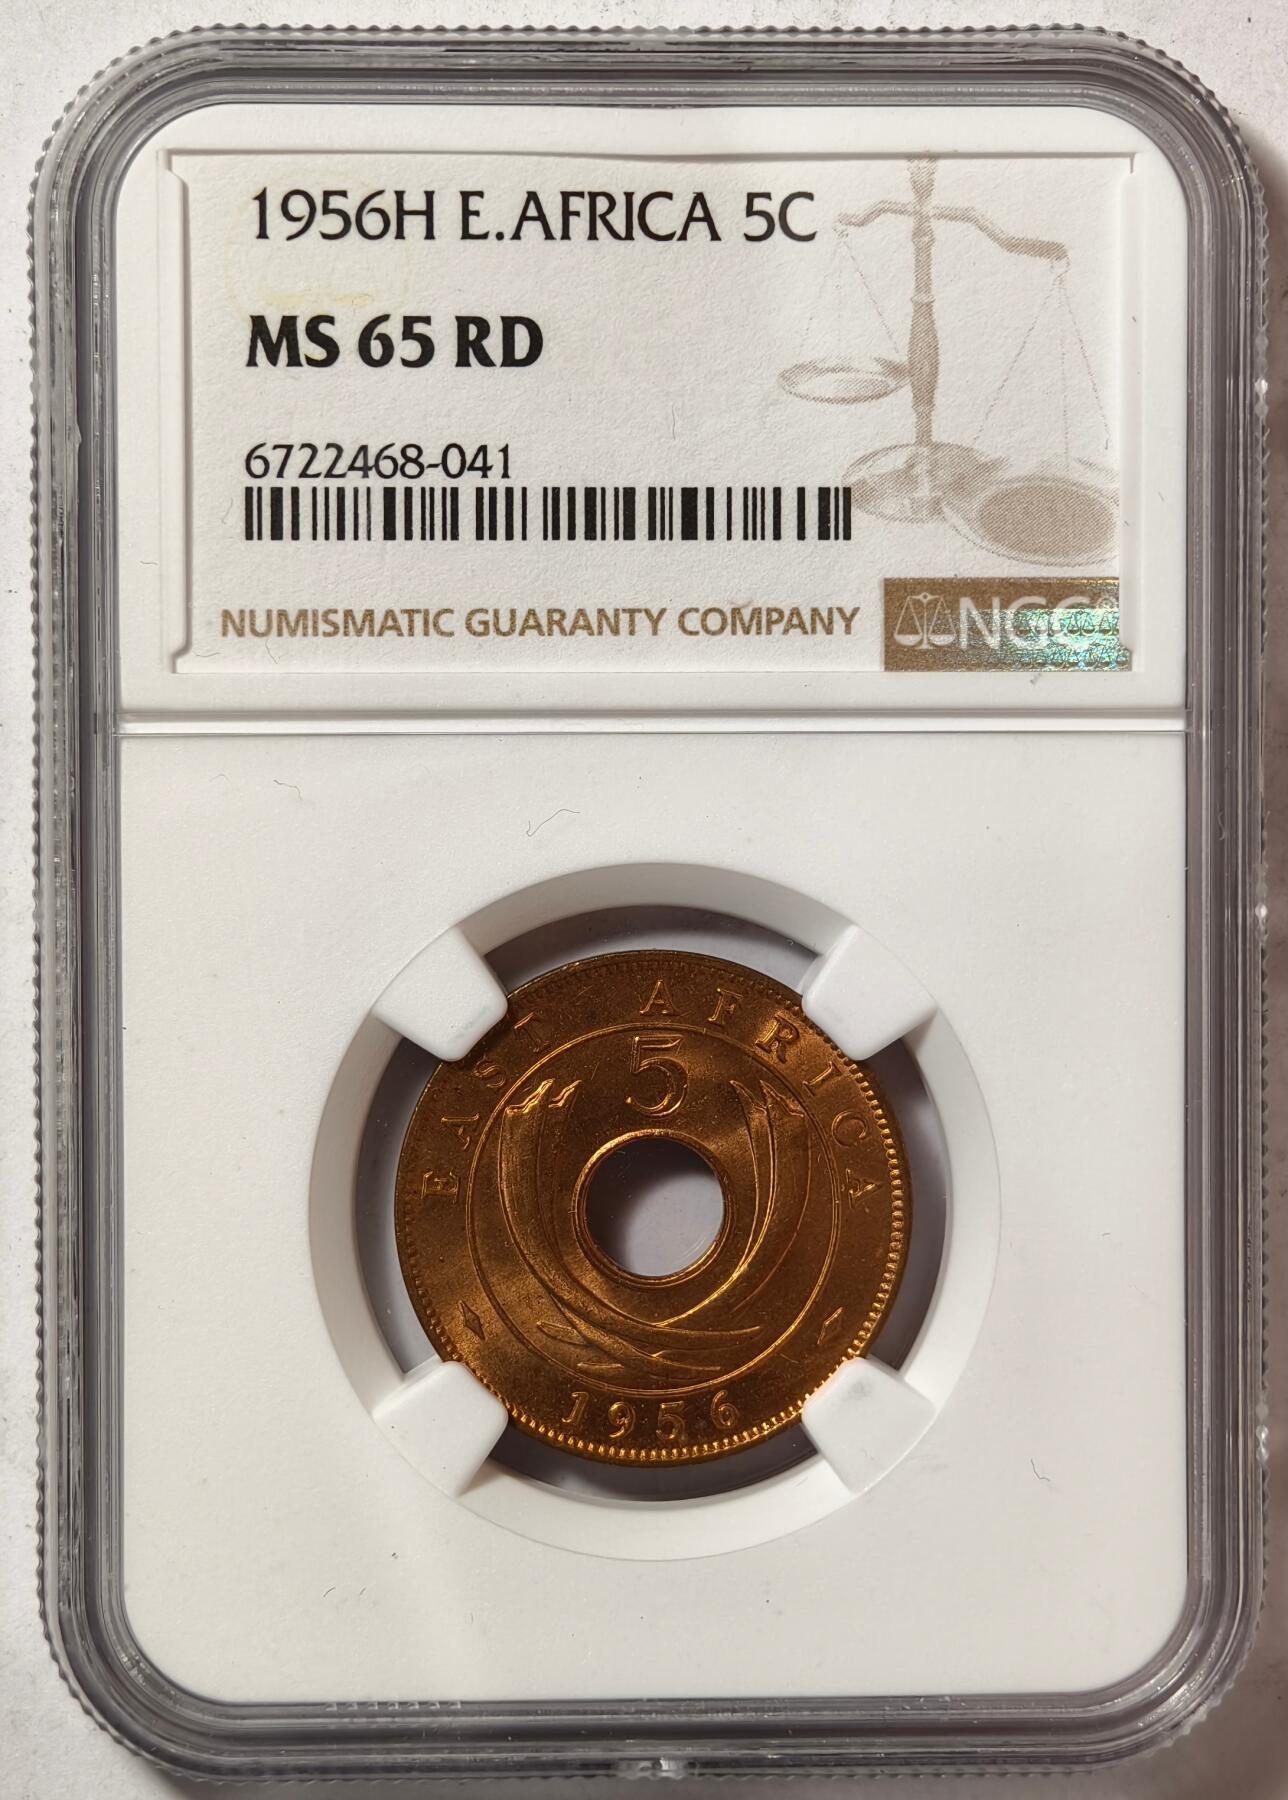 1956H E.AFRICA 5C
MS 65 RD
6722468-041
NUMISMATIC GUARANTY COMPANY
NGC
EAST AFRICA
5
1956